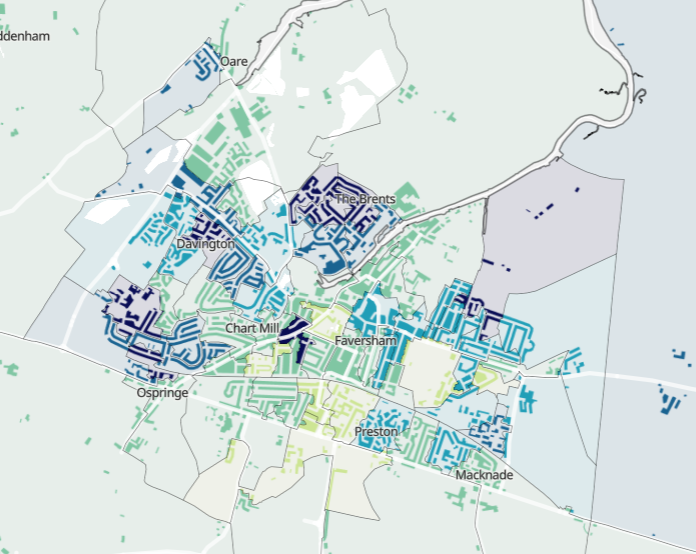 ddenham
Oare
The Brents
Davington
Chart Mill
Faversham
Ospringe
Preston
Macknade